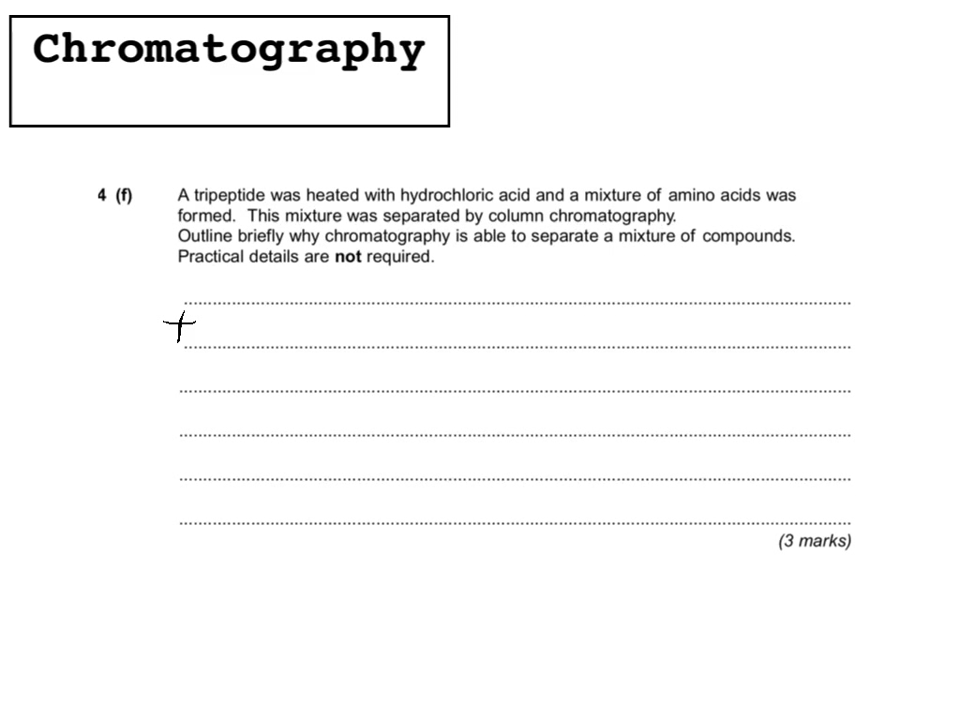 Chromatography
4 (f) A tripeptide was heated with hydrochloric acid and a mixture of amino acids was
formed. This mixture was separated by column chromatography.
Outline briefly why chromatography is able to separate a mixture of compounds.
Practical details are not required.
(3 marks)